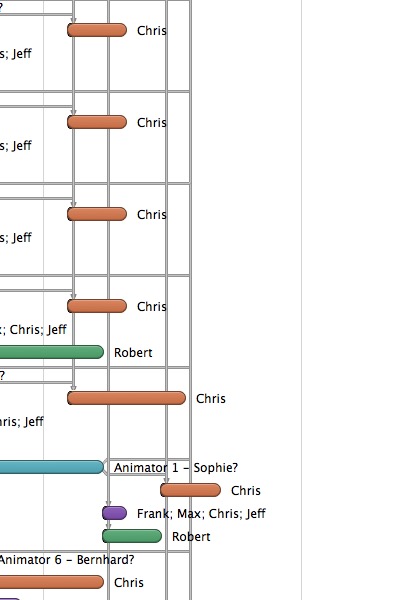 ?
Chris
s; Jeff
Chris
s; Jeff
Chris
s; Jeff
Chris
x; Chris; Jeff
Robert
?
Chris
hris; Jeff
Animator 1 – Sophie?
Chris
Frank; Max; Chris; Jeff
Robert
Animator 6 – Bernhard?
Chris